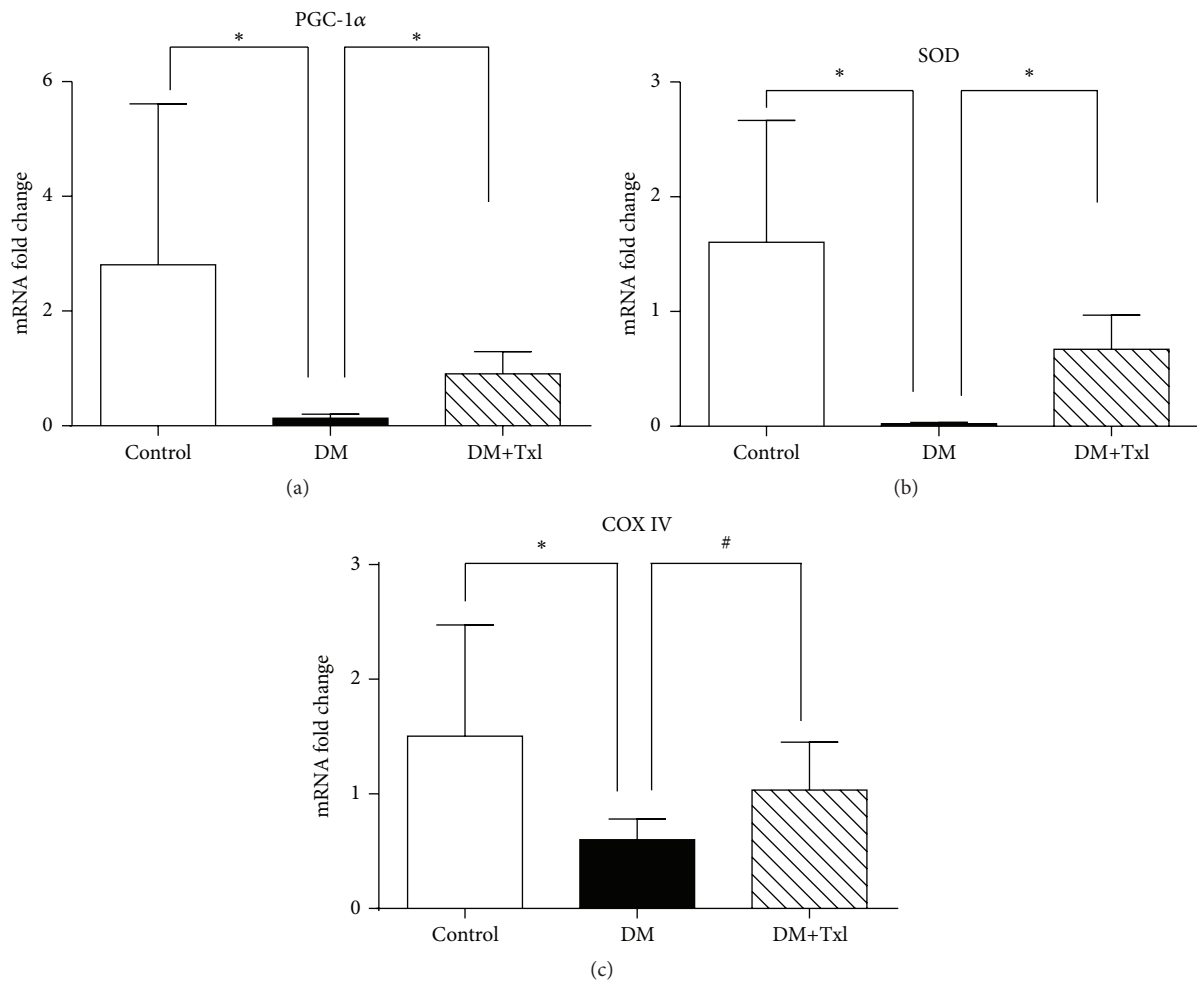 PGC-1α
* *
6
4
2
0
mRNA fold change
Control DM DM+Txl
(a)
SOD
* *
3
2
1
0
mRNA fold change
Control DM DM+Txl
(b)
COX IV
* #
3
2
1
0
mRNA fold change
Control DM DM+Txl
(c)